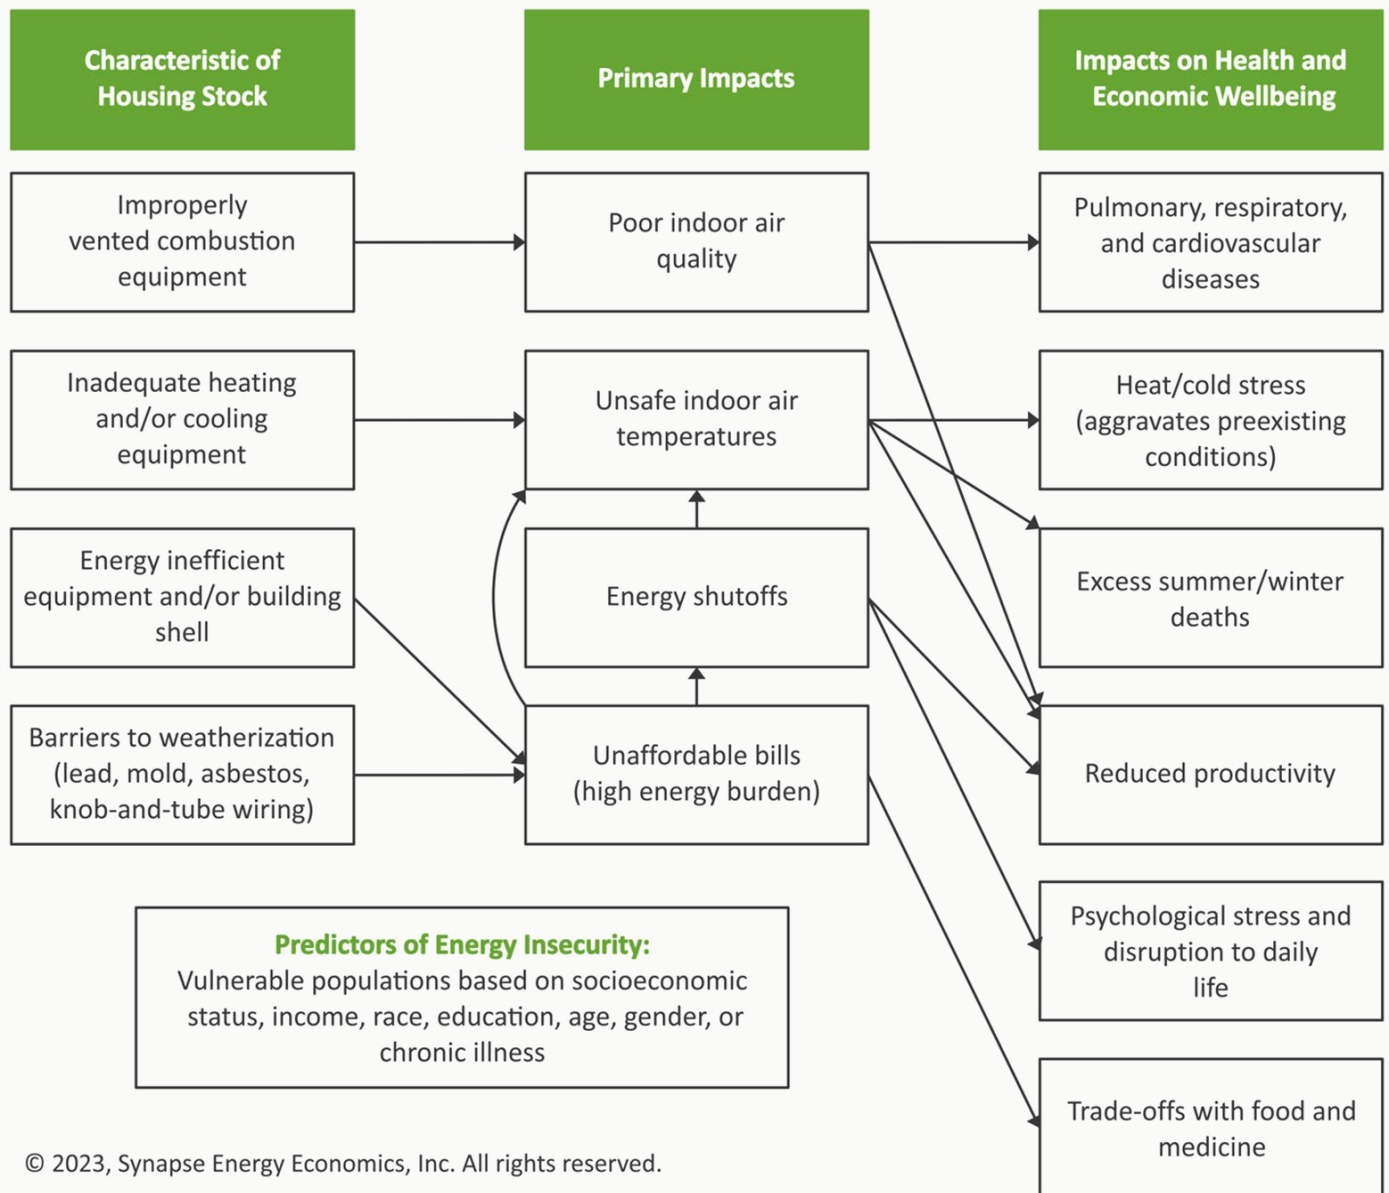 Characteristic of
Housing Stock
Primary Impacts
Impacts on Health and
Economic Wellbeing
Improperly
vented combustion
equipment
Poor indoor air
quality
Pulmonary, respiratory,
and cardiovascular
diseases
Inadequate heating
and/or cooling
equipment
Unsafe indoor air
temperatures
Heat/cold stress
(aggravates preexisting
conditions)
Energy inefficient
equipment and/or building
shell
Energy shutoffs
Excess summer/winter
deaths
Barriers to weatherization
(lead, mold, asbestos,
knob-and-tube wiring)
Unaffordable bills
(high energy burden)
Reduced productivity
Psychological stress and
disruption to daily
life
Predictors of Energy Insecurity:
Vulnerable populations based on socioeconomic
status, income, race, education, age, gender, or
chronic illness
Trade-offs with food and
medicine
© 2023, Synapse Energy Economics, Inc. All rights reserved.